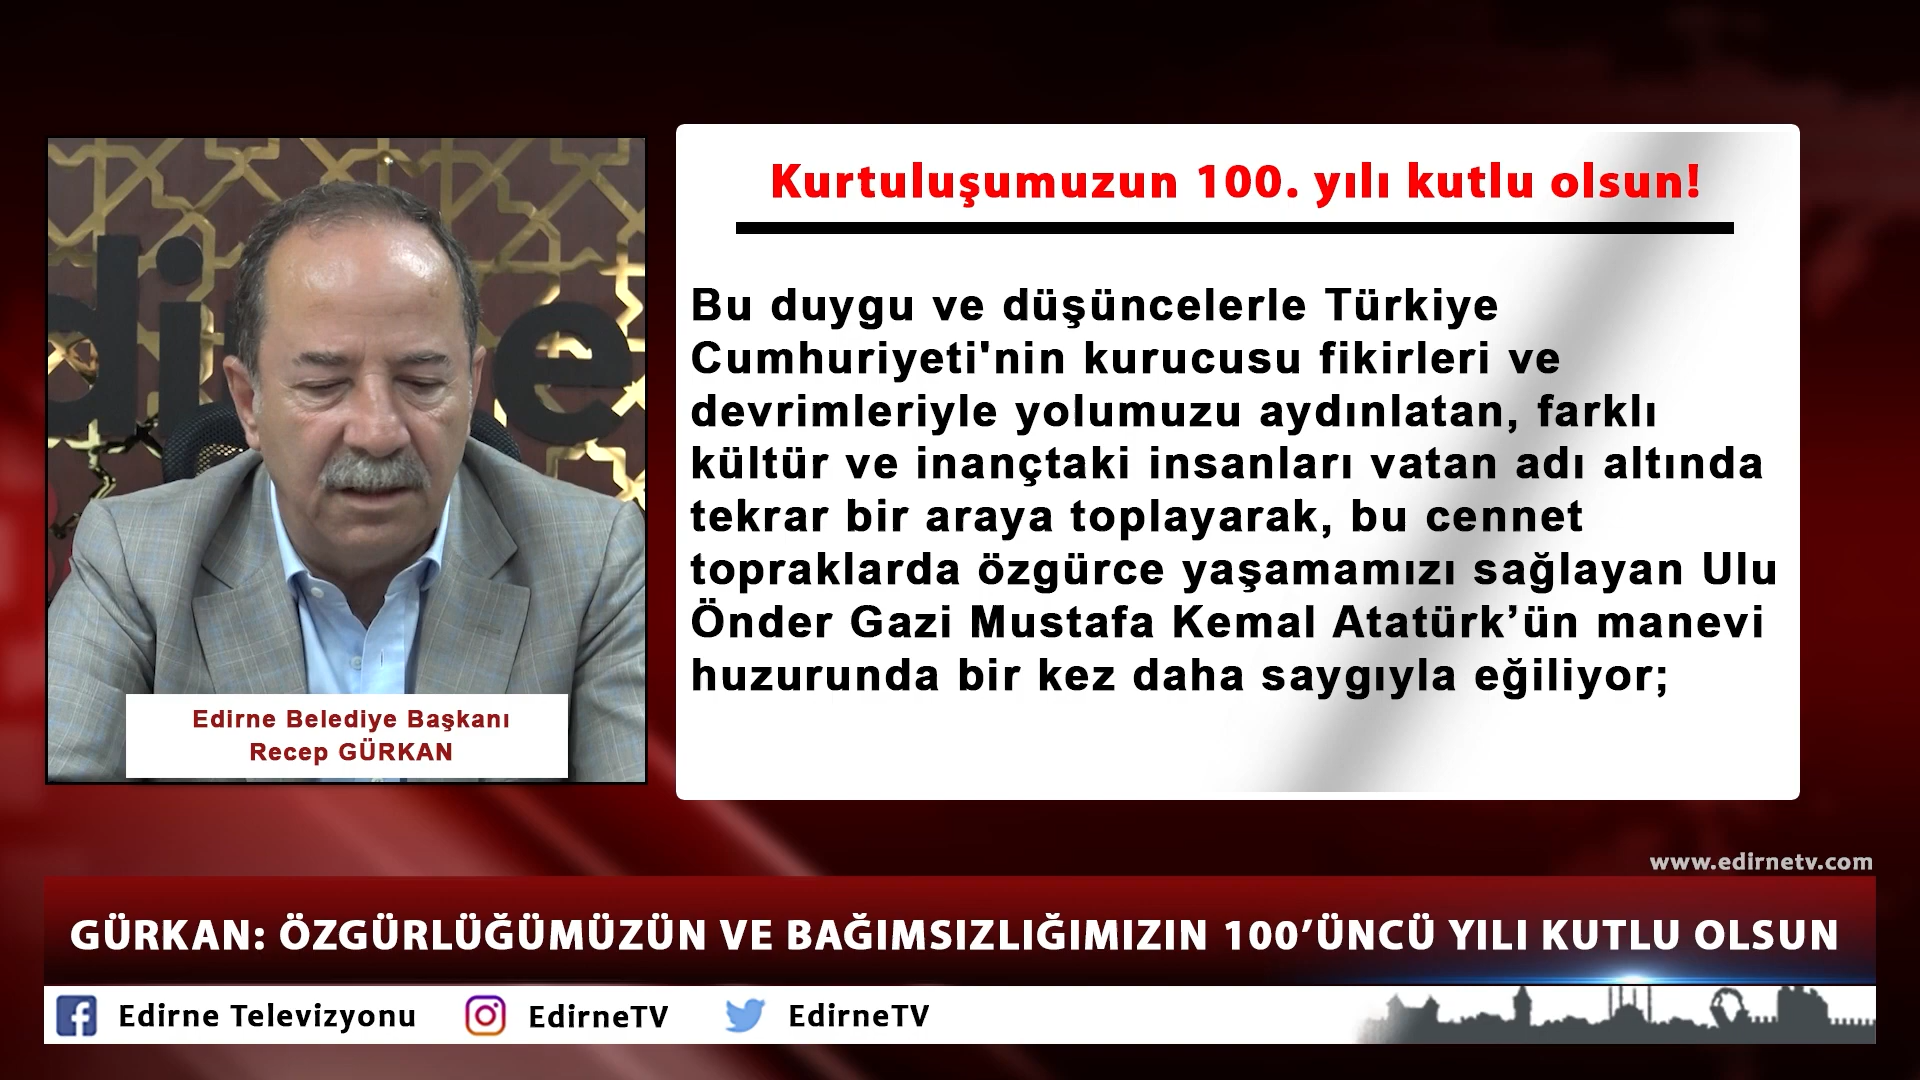 Kurtuluşumuzun 100. yılı kutlu olsun!
Bu duygu ve düşüncelerle Türkiye
Cumhuriyeti'nin kurucusu fikirleri ve
devrimleriyle yolumuzu aydınlatan, farklı
kültür ve inançtaki insanları vatan adı altında
tekrar bir araya toplayarak, bu cennet
topraklarda özgürce yaşamamızı sağlayan Ulu
Önder Gazi Mustafa Kemal Atatürk’ün manevi
huzurunda bir kez daha saygıyla eğiliyor;
Edirne Belediye Başkanı
Recep GÜRKAN
www.edirnetv.com
GÜRKAN: ÖZGÜRLÜĞÜMÜZÜN VE BAĞIMSIZLIĞIMIZIN 100’ÜNCÜ YILI KUTLU OLSUN
Edirne Televizyonu EdirneTV EdirneTV